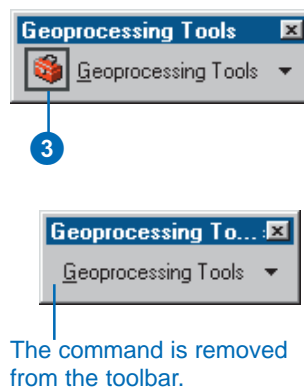 Geoprocessing Tools
Geoprocessing Tools
3
Geoprocessing To...
Geoprocessing Tools
The command is removed
from the toolbar.